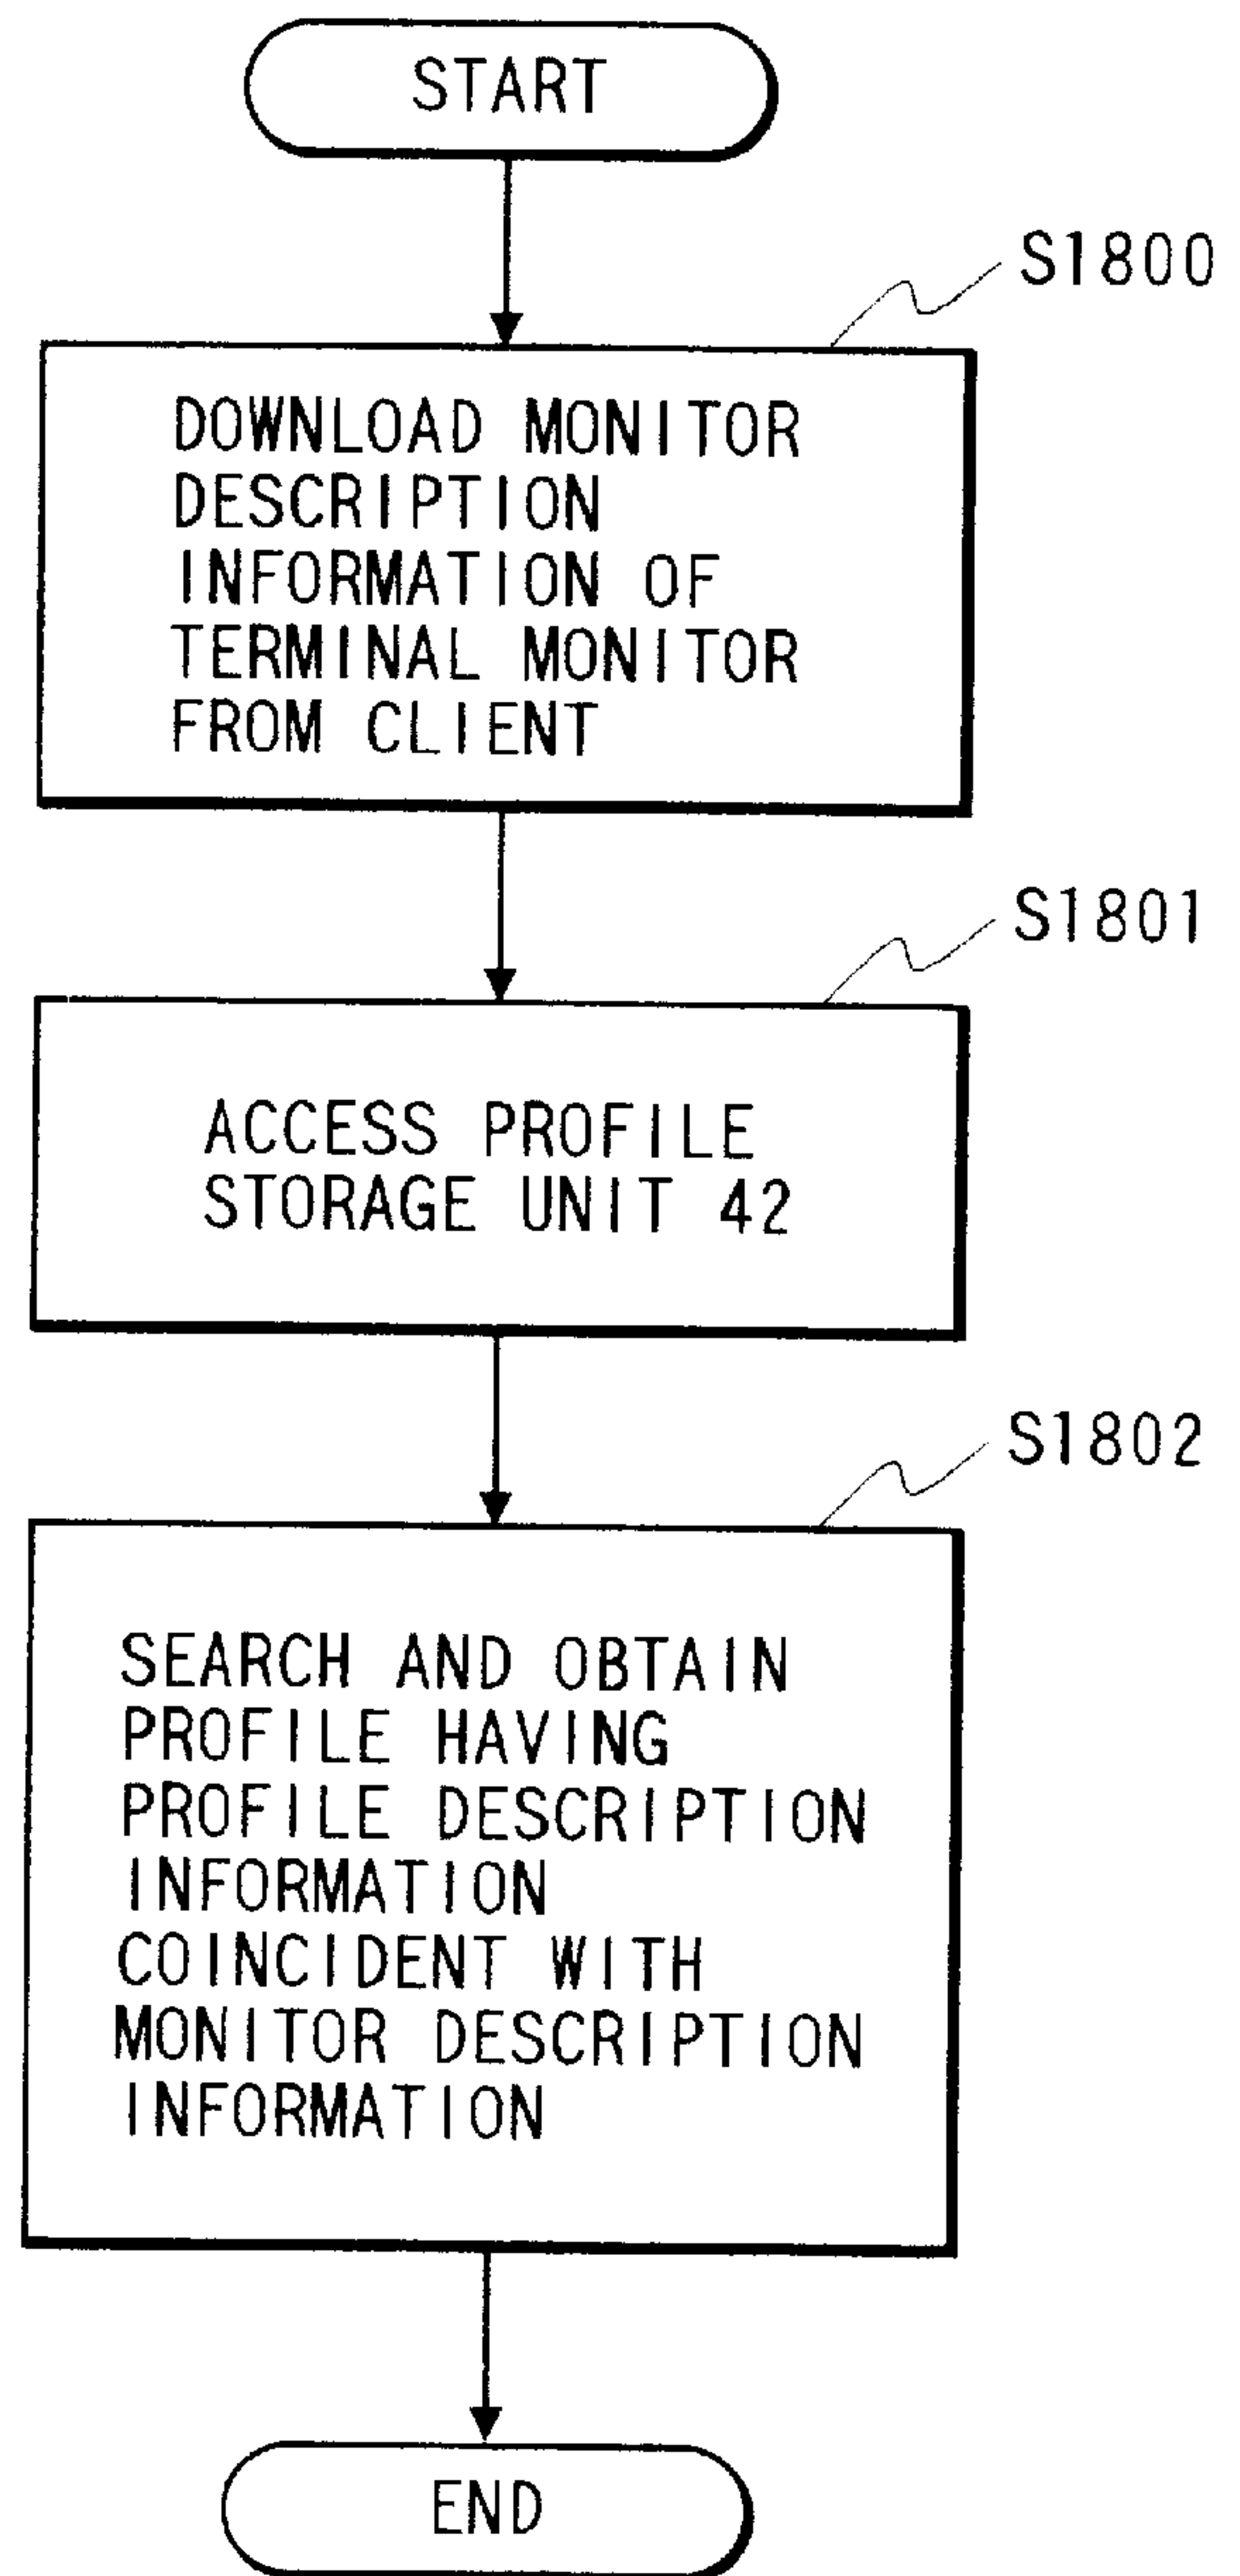 START
S1800
DOWNLOAD MONITOR
DESCRIPTION
INFORMATION OF
TERMINAL MONITOR
FROM CLIENT
S1801
ACCESS PROFILE
STORAGE UNIT 42
S1802
SEARCH AND OBTAIN
PROFILE HAVING
PROFILE DESCRIPTION
INFORMATION
COINCIDENT WITH
MONITOR DESCRIPTION
INFORMATION
END